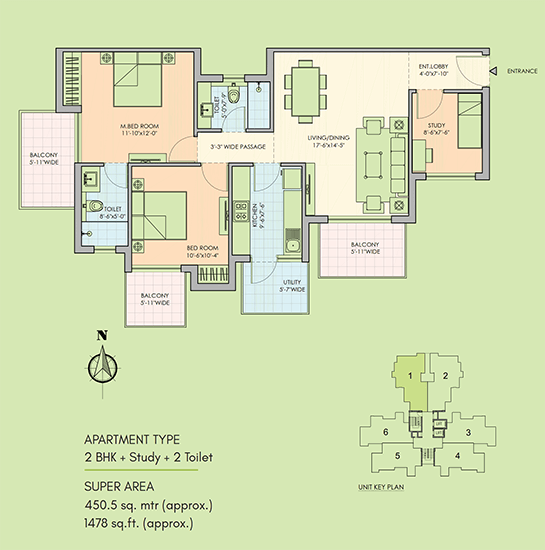 ENT.LOBBY
4'-0"x7'-10"
ENTRANCE
TOILET
5'-0"x7'-9"
M.BED ROOM
11'-10"x12'-0"
STUDY
8'-6"x7'-6"
LIVING/DINING
17'-6"x14'-5"
3'-3" WIDE PASSAGE
BALCONY
5'-11"WIDE
TOILET
8'-6"x5'-0"
KITCHEN
9'-6"x7'-6"
BED ROOM
10'-6"x10'-4"
BALCONY
5'-11"WIDE
UTILITY
5'-7"WIDE
BALCONY
5'-11"WIDE
N
1
2
6
3
LIFT
LIFT
5
4
UNIT KEY PLAN
APARTMENT TYPE
2 BHK + Study + 2 Toilet
SUPER AREA
450.5 sq. mtr (approx.)
1478 sq.ft. (approx.)